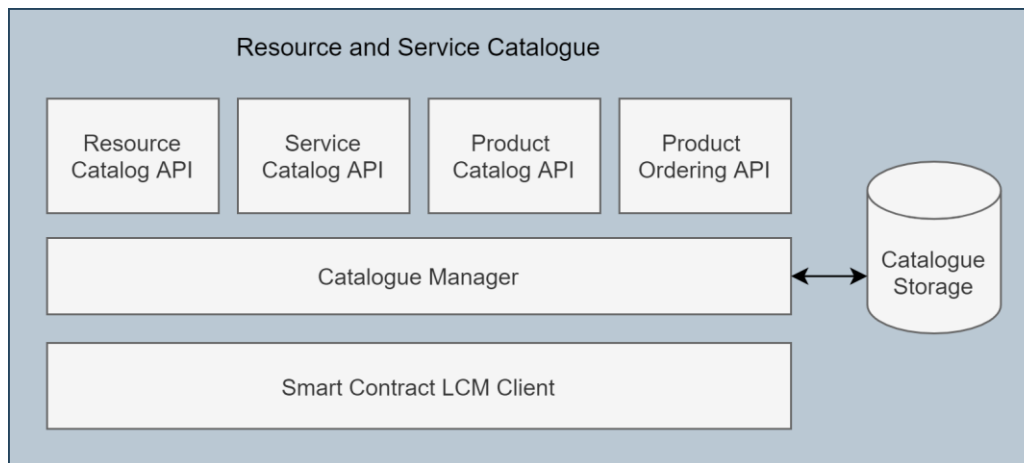 Resource and Service Catalogue
Resource
Catalog API
Service
Catalog API
Product
Catalog API
Product
Ordering API
Catalogue Manager
Catalogue
Storage
Smart Contract LCM Client